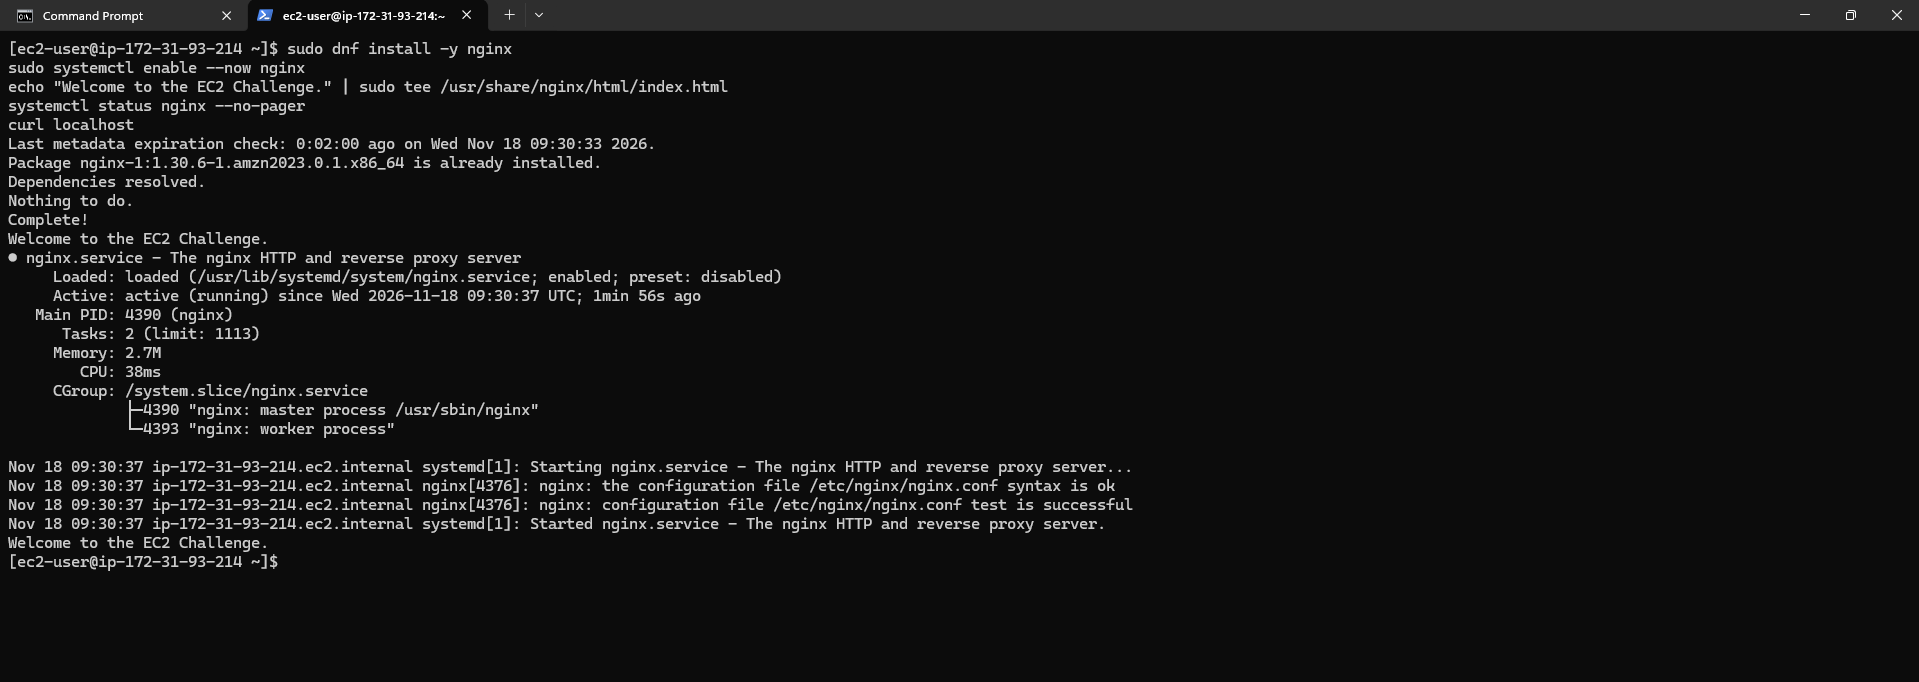 Command Prompt
ec2-user@ip-172-31-93-214:~
[ec2-user@ip-172-31-93-214 ~]$ sudo dnf install -y nginx
sudo systemctl enable --now nginx
echo "Welcome to the EC2 Challenge." | sudo tee /usr/share/nginx/html/index.html
systemctl status nginx --no-pager
curl localhost
Last metadata expiration check: 0:02:00 ago on Wed Nov 18 09:30:33 2026.
Package nginx-1:1.30.6-1.amzn2023.0.1.x86_64 is already installed.
Dependencies resolved.
Nothing to do.
Complete!
Welcome to the EC2 Challenge.
● nginx.service - The nginx HTTP and reverse proxy server
     Loaded: loaded (/usr/lib/systemd/system/nginx.service; enabled; preset: disabled)
     Active: active (running) since Wed 2026-11-18 09:30:37 UTC; 1min 56s ago
   Main PID: 4390 (nginx)
      Tasks: 2 (limit: 1113)
     Memory: 2.7M
        CPU: 38ms
     CGroup: /system.slice/nginx.service
             ├─4390 "nginx: master process /usr/sbin/nginx"
             └─4393 "nginx: worker process"
Nov 18 09:30:37 ip-172-31-93-214.ec2.internal systemd[1]: Starting nginx.service - The nginx HTTP and reverse proxy server...
Nov 18 09:30:37 ip-172-31-93-214.ec2.internal nginx[4376]: nginx: the configuration file /etc/nginx/nginx.conf syntax is ok
Nov 18 09:30:37 ip-172-31-93-214.ec2.internal nginx[4376]: nginx: configuration file /etc/nginx/nginx.conf test is successful
Nov 18 09:30:37 ip-172-31-93-214.ec2.internal systemd[1]: Started nginx.service - The nginx HTTP and reverse proxy server.
Welcome to the EC2 Challenge.
[ec2-user@ip-172-31-93-214 ~]$